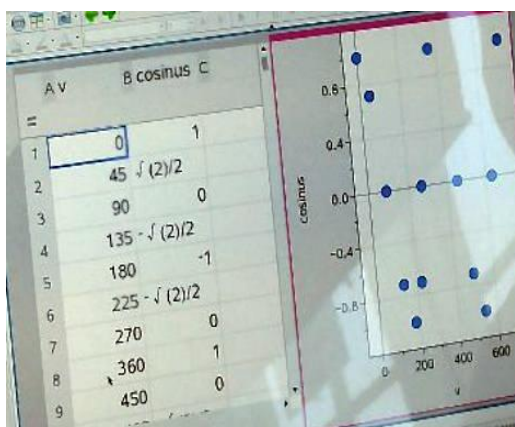 A v B cosinus C
=
1 0 1
2 45 √(2)/2
3 90 0
4 135 -√(2)/2
5 180 -1
6 225 -√(2)/2
7 270 0
8 360 1
9 450 0
0.8
0.4
0.0
-0.4
-0.8
cosinus
0 200 400 600
v